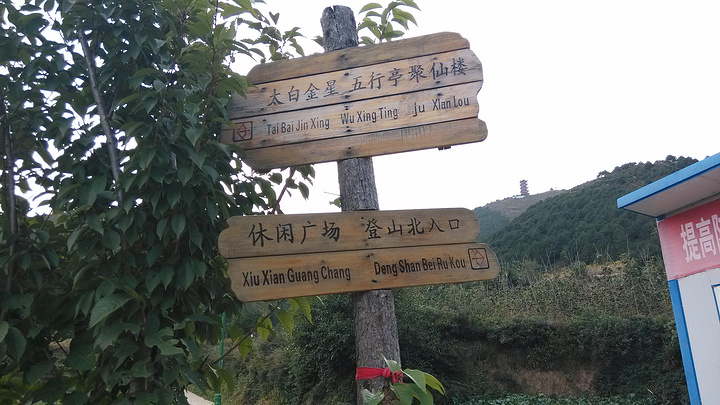 太白金星 五行亭 聚仙楼
Tai Bai Jin Xing Wu Xing Ting Ju Xian Lou
休闲广场 登山北入口
Xiu Xian Guang Chang Deng Shan Bei Ru Kou
提高